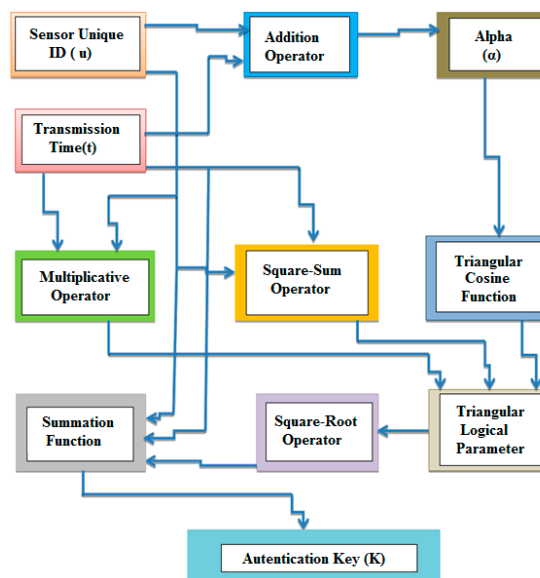 Sensor Unique
ID ( u)
Addition
Operator
Alpha
(α)
Transmission
Time(t)
Multiplicative
Operator
Square-Sum
Operator
Triangular
Cosine
Function
Summation
Function
Square-Root
Operator
Triangular
Logical
Parameter
Autentication Key (K)